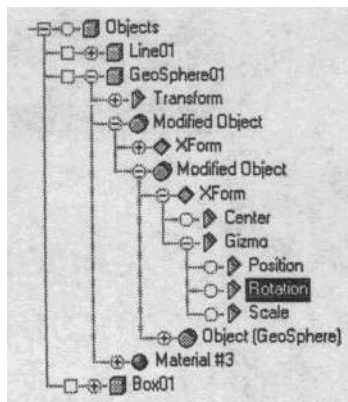 Objects
Line01
GeoSphere01
Transform
Modified Object
XForm
Modified Object
XForm
Center
Gizmo
Position
Rotation
Scale
Object (GeoSphere)
Material #3
Box01